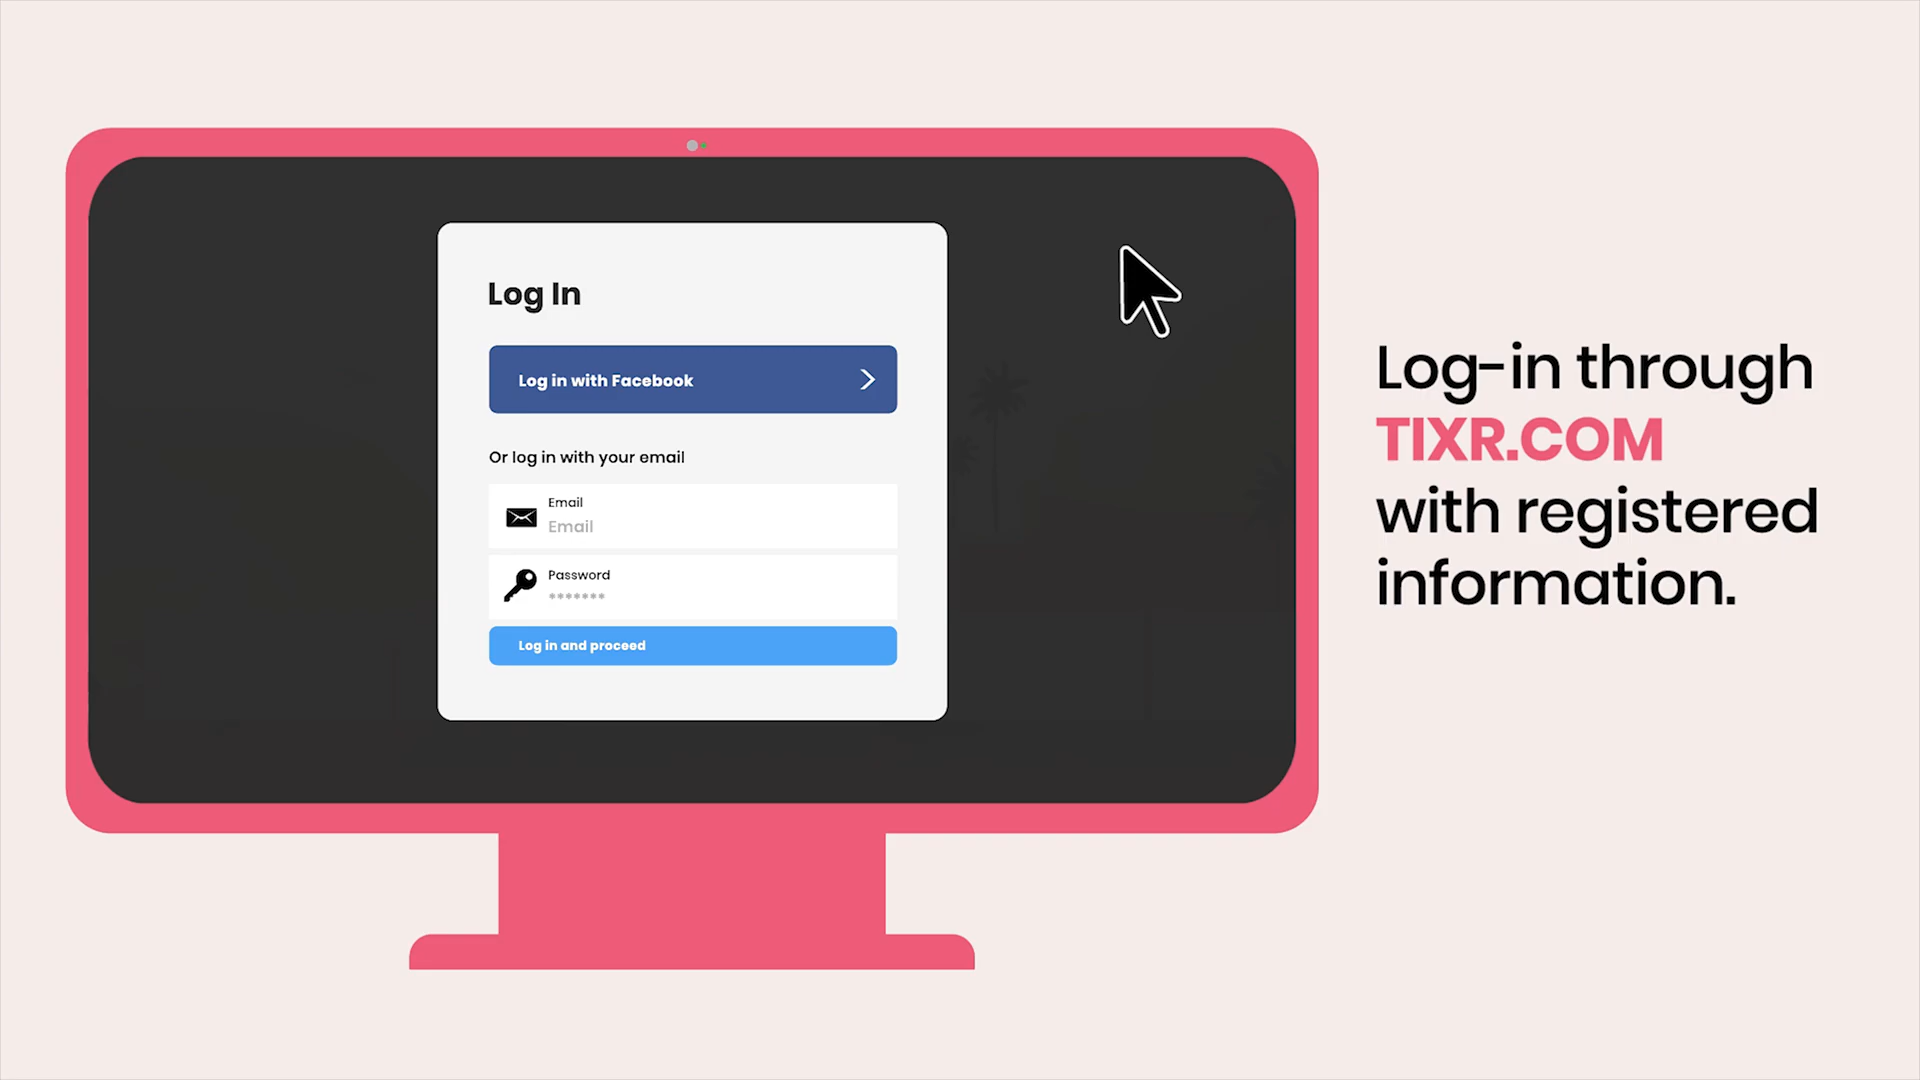 Log In
Log in with Facebook
Or log in with your email
Email
Email
Password
*******
Log in and proceed
Log-in through
TIXR.COM
with registered
information.